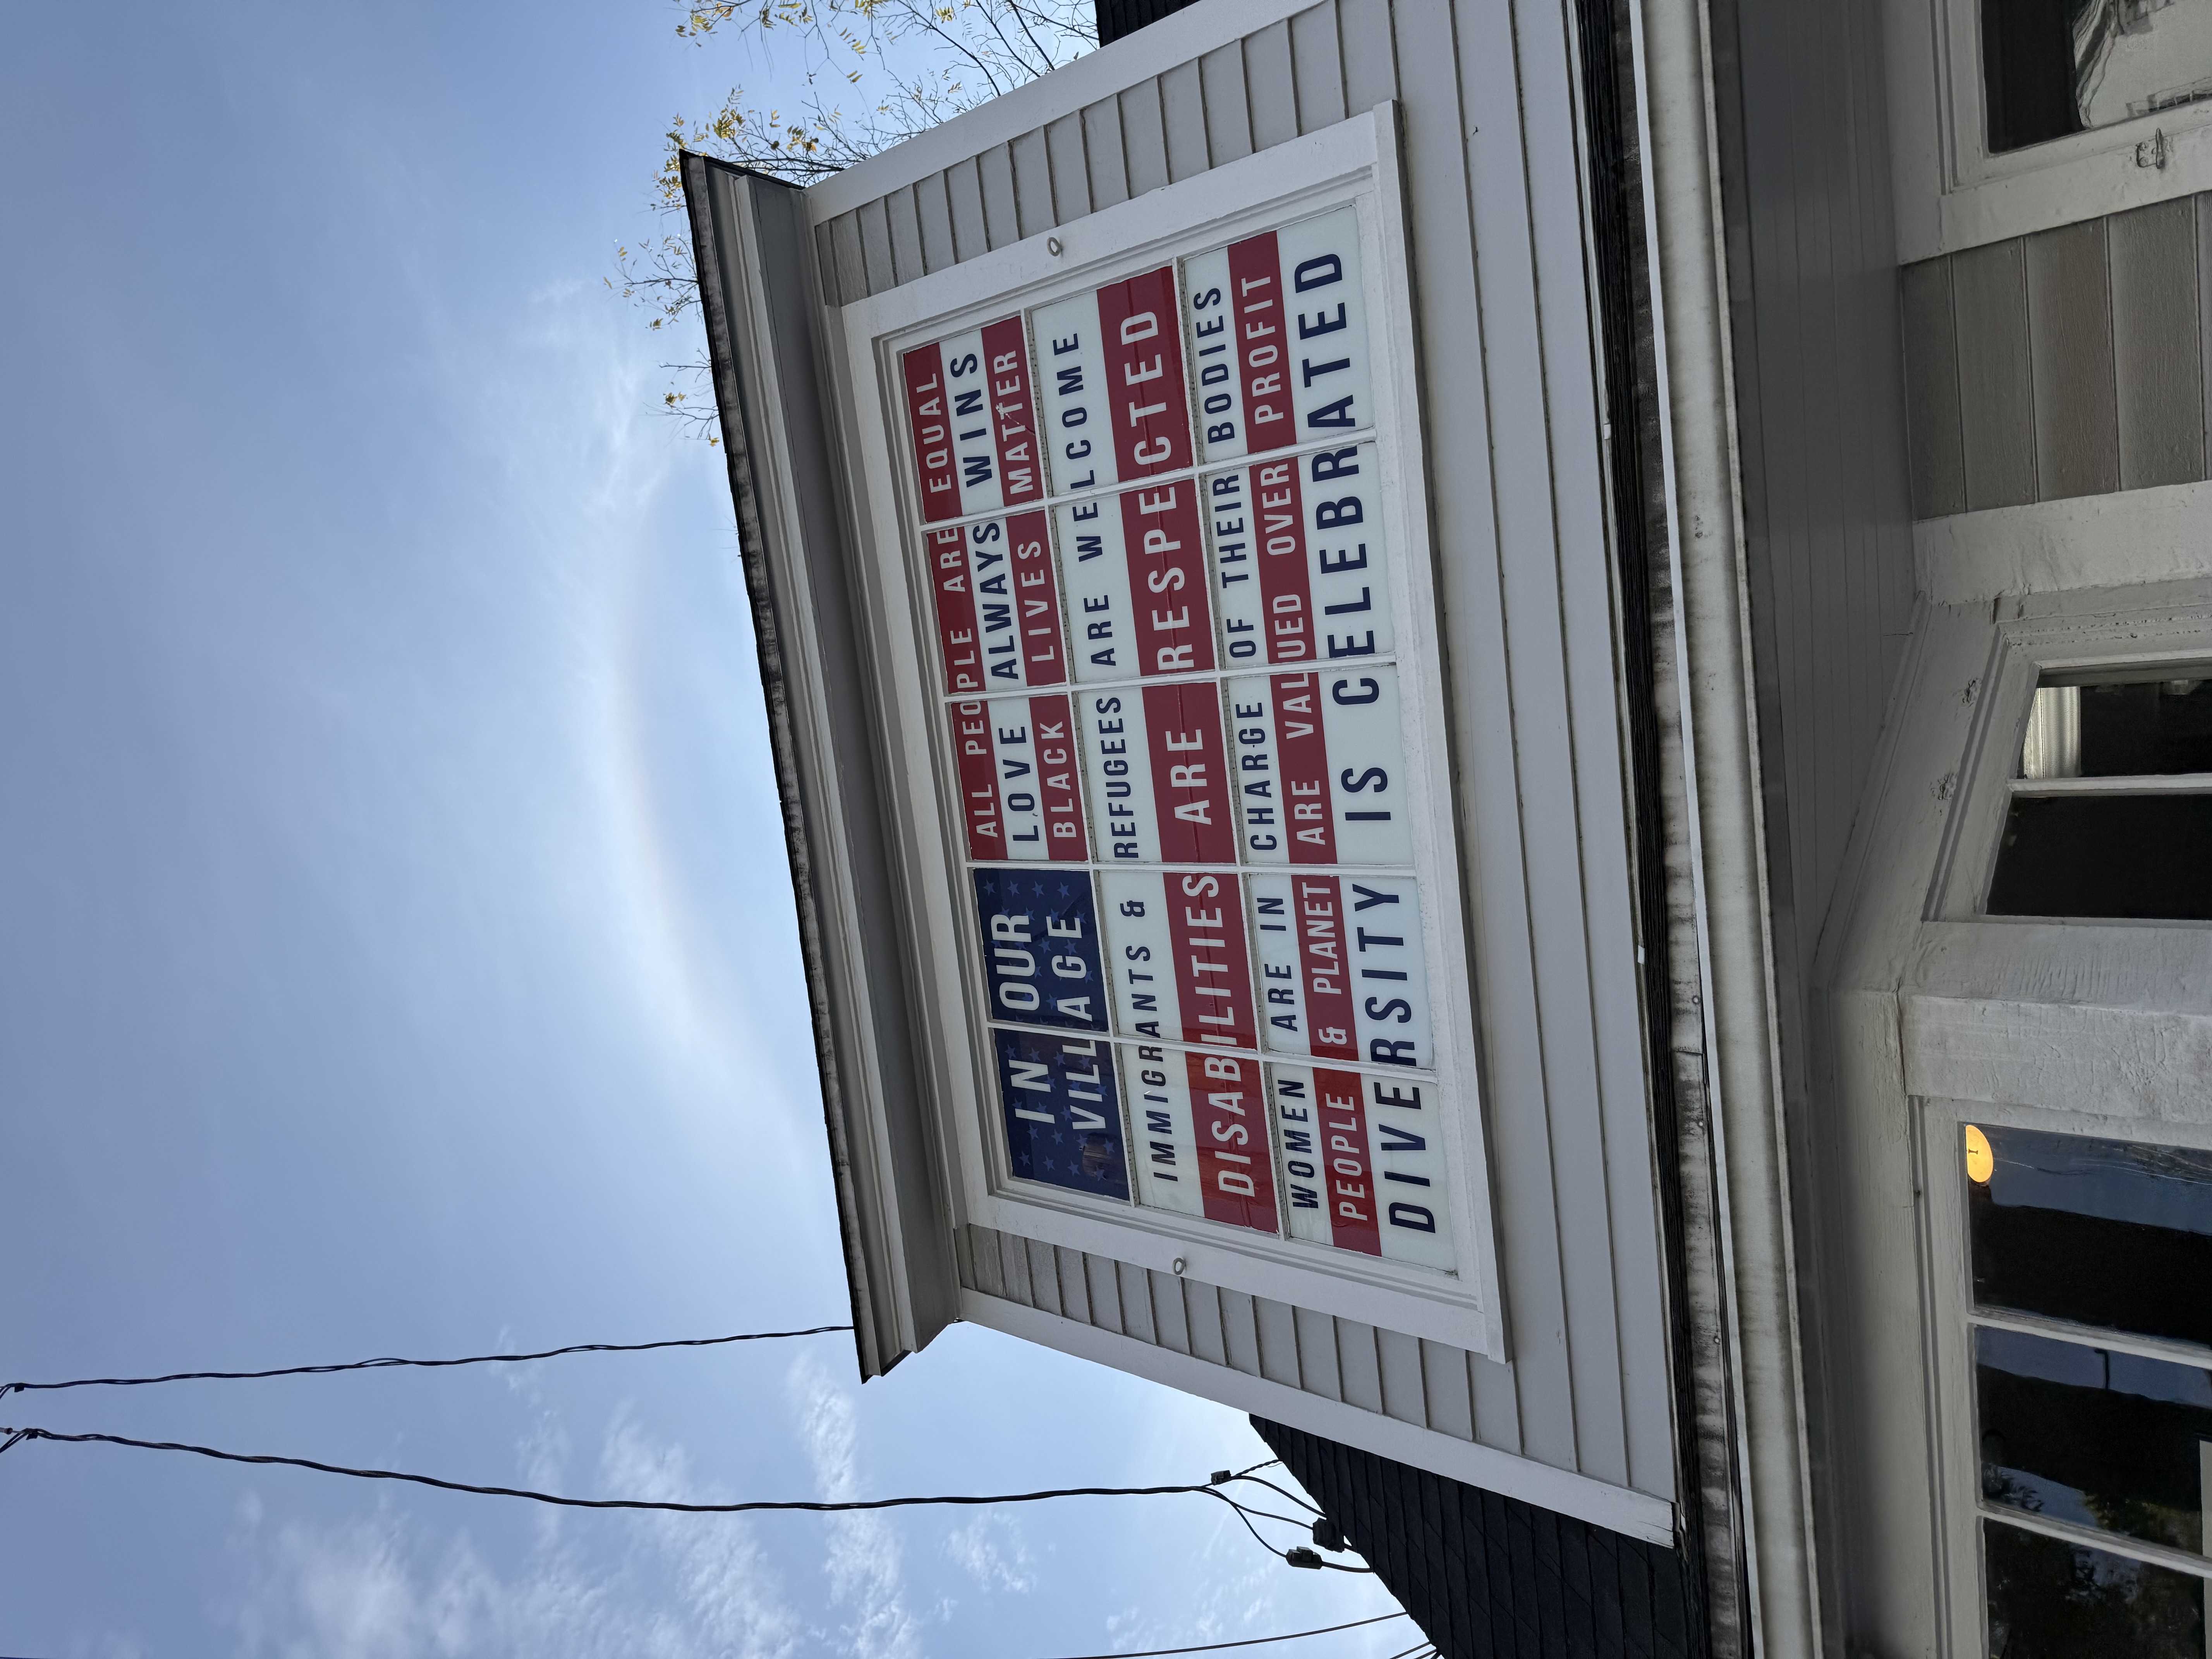 IN OUR
VILLAGE
ALL PEOPLE ARE EQUAL
LOVE ALWAYS WINS
BLACK LIVES MATTER
IMMIGRANTS & REFUGEES ARE WELCOME
DISABILITIES ARE RESPECTED
WOMEN ARE IN CHARGE OF THEIR BODIES
PEOPLE & PLANET ARE VALUED OVER PROFIT
DIVERSITY IS CELEBRATED